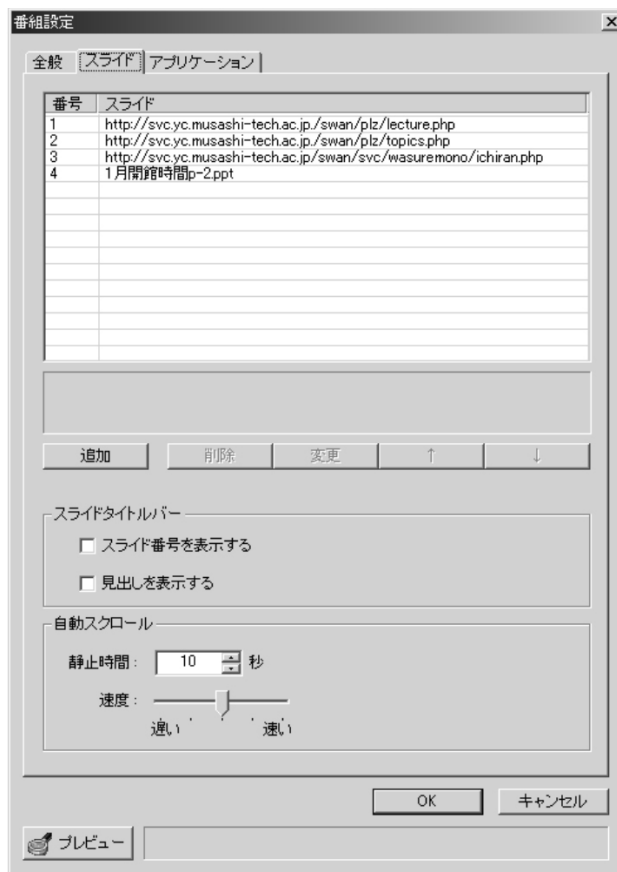 番組設定
全般 スライド アプリケーション
番号 スライド
1 http://svc.yc.musashi-tech.ac.jp./swan/plz/lecture.php
2 http://svc.yc.musashi-tech.ac.jp./swan/plz/topics.php
3 http://svc.yc.musashi-tech.ac.jp./swan/svc/wasuremono/ichiran.php
4 1月開館時間p-2.ppt
追加 削除 変更 ↑ ↓
スライドタイトルバー
スライド番号を表示する
見出しを表示する
自動スクロール
静止時間: 10 秒
速度:
遅い 速い
OK キャンセル
プレビュー